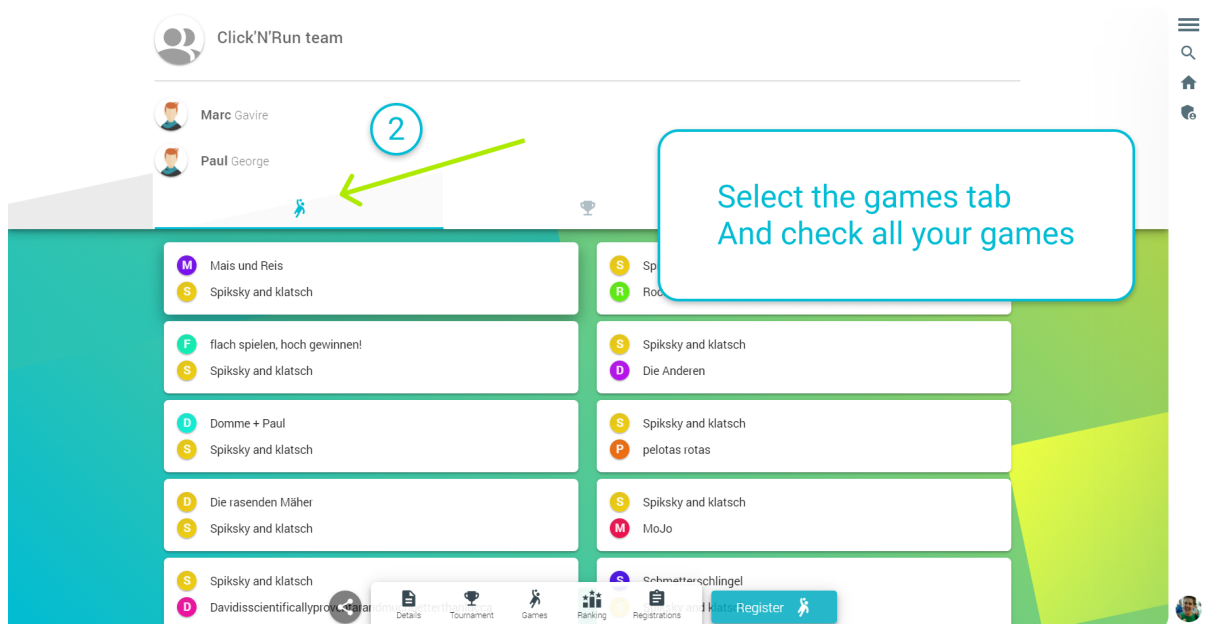 Click'N'Run team
Marc Gavire
2
Paul George
Select the games tab
And check all your games
M Mais und Reis
S Spiksky and klatsch
S Sp
R Roc
F flach spielen, hoch gewinnen!
S Spiksky and klatsch
S Spiksky and klatsch
D Die Anderen
D Domme + Paul
S Spiksky and klatsch
S Spiksky and klatsch
P pelotas rotas
D Die rasenden Mäher
S Spiksky and klatsch
S Spiksky and klatsch
M MoJo
S Spiksky and klatsch
D
S Schmetterschlingel
Details
Tournament
Games
Ranking
Registrations
Register